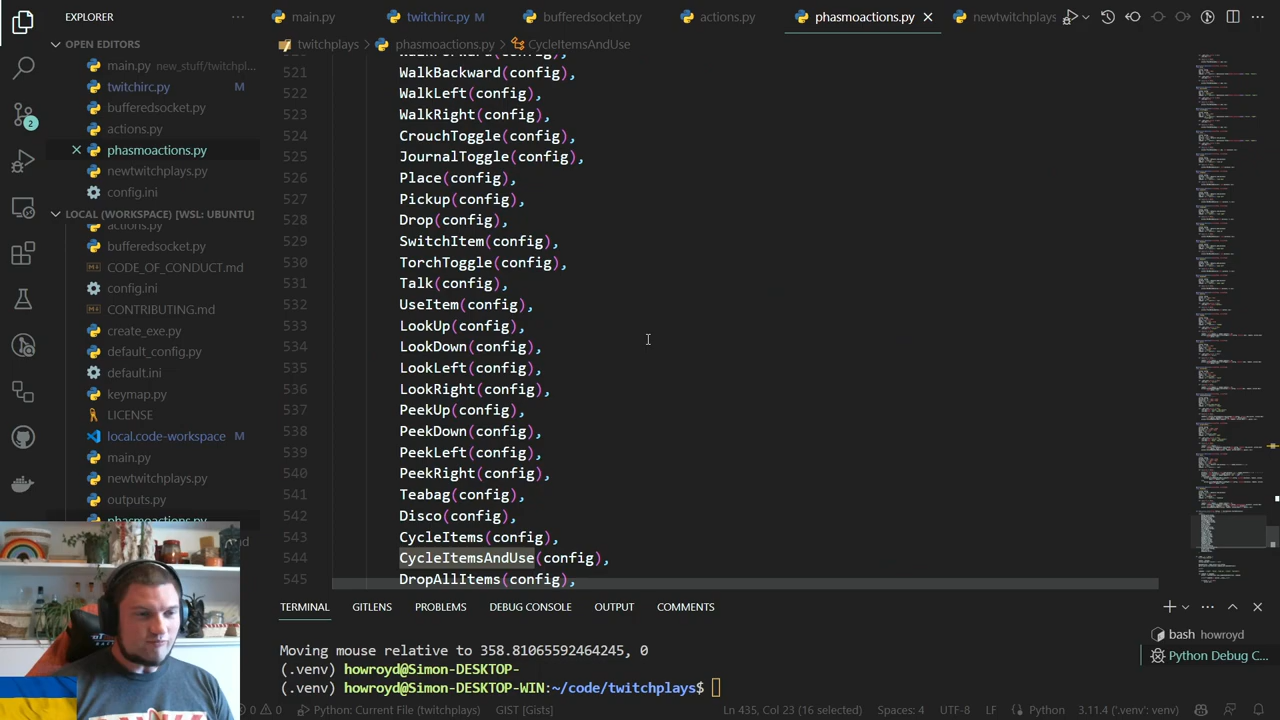 EXPLORER
main.py
twitchirc.py M
bufferedsocket.py
actions.py
phasmoactions.py
newtwitchplays
OPEN EDITORS
main.py new_stuff/twitchpl...
twitchirc.py M
bufferedsocket.py
actions.py
phasmoactions.py
newtwitchplays.py
config.ini
LOCAL (WORKSPACE) [WSL: UBUNTU]
actions.py
bufferedsocket.py
CODE_OF_CONDUCT.md
config.ini
CONTRIBUTING.md
create_exe.py
default_config.py
default.ini
keymap.py
LICENSE
local.code-workspace M
main.py
newtwitchplays.py
outputs.py
phasmoactions.py
2
twitchplays phasmoactions.py CycleItemsAndUse
521 WalkBackward(config),
522 WalkLeft(config),
523 WalkRight(config),
524 CrouchToggle(config),
525 JournalToggle(config),
526 Place(config),
527 PickUp(config),
528 Drop(config),
529 SwitchItem(config),
530 TorchToggle(config),
531 Talk(config),
532 UseItem(config),
533 LookUp(config),
534 LookDown(config),
535 LookLeft(config),
536 LookRight(config),
537 PeekUp(config),
538 PeekDown(config),
539 PeekLeft(config),
540 PeekRight(config),
541 Teabag(config),
542 Disco(config),
543 CycleItems(config),
544 CycleItemsAndUse(config),
545 DropAllItems(config),
TERMINAL GITLENS PROBLEMS DEBUG CONSOLE OUTPUT COMMENTS
Moving mouse relative to 358.81065592464245, 0
(.venv) howroyd@Simon-DESKTOP-
(.venv) howroyd@Simon-DESKTOP-WIN:~/code/twitchplays$
bash howroyd
Python Debug C...
0 0 Python: Current File (twitchplays) GIST [Gists] Ln 435, Col 23 (16 selected) Spaces: 4 UTF-8 LF Python 3.11.4 ('.venv': venv)